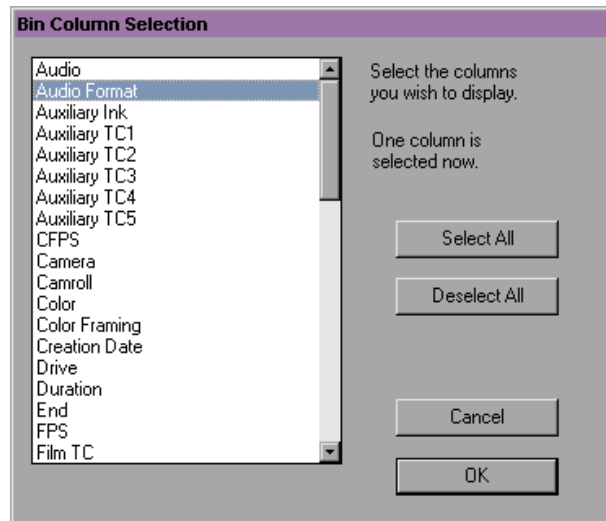 Bin Column Selection
Audio
Audio Format
Auxiliary Ink
Auxiliary TC1
Auxiliary TC2
Auxiliary TC3
Auxiliary TC4
Auxiliary TC5
CFPS
Camera
Camroll
Color
Color Framing
Creation Date
Drive
Duration
End
FPS
Film TC
Select the columns
you wish to display.
One column is
selected now.
Select All
Deselect All
Cancel
OK